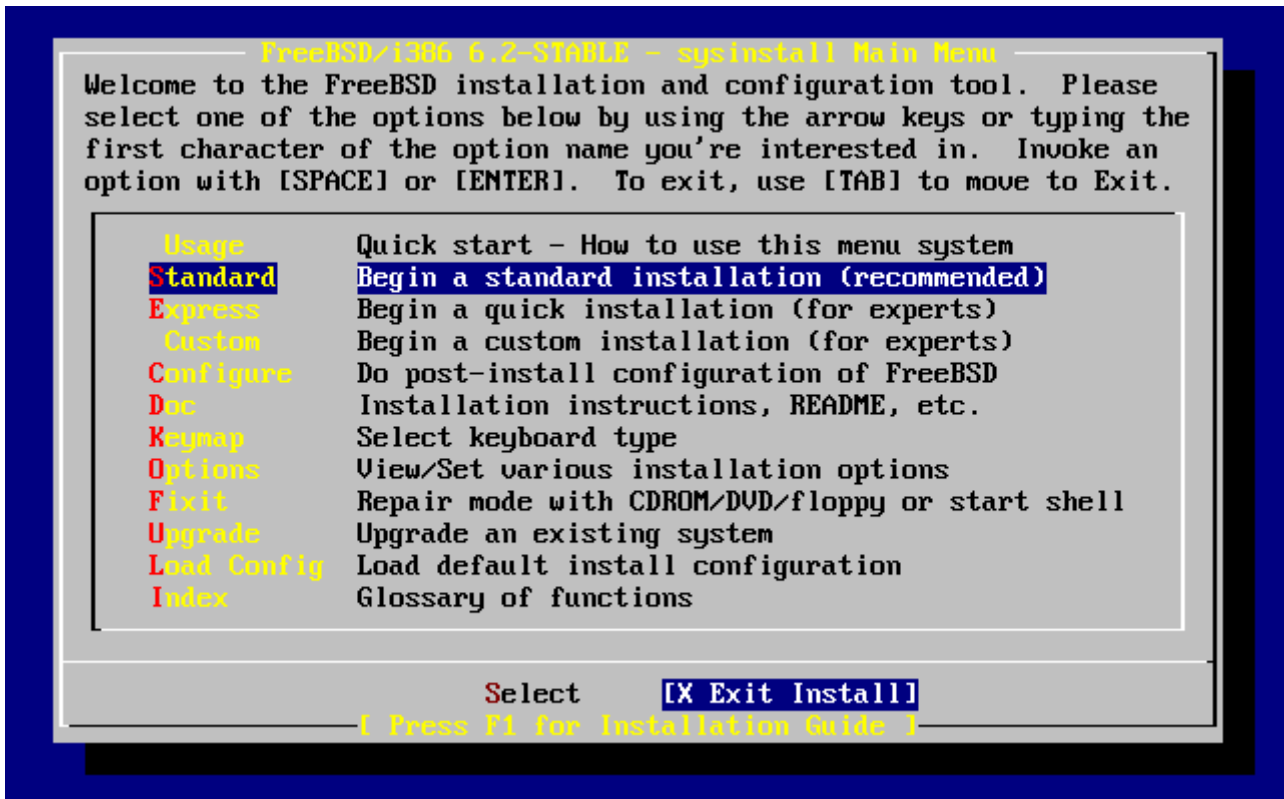 FreeBSD/i386 6.2-STABLE - sysinstall Main Menu
Welcome to the FreeBSD installation and configuration tool.  Please
select one of the options below by using the arrow keys or typing the
first character of the option name you're interested in.  Invoke an
option with [SPACE] or [ENTER].  To exit, use [TAB] to move to Exit.
Usage Quick start - How to use this menu system
Standard Begin a standard installation (recommended)
Express Begin a quick installation (for experts)
Custom Begin a custom installation (for experts)
Configure Do post-install configuration of FreeBSD
Doc Installation instructions, README, etc.
Keymap Select keyboard type
Options View/Set various installation options
Fixit Repair mode with CDROM/DVD/floppy or start shell
Upgrade Upgrade an existing system
Load Config Load default install configuration
Index Glossary of functions
Select [X Exit Install]
[ Press F1 for Installation Guide ]